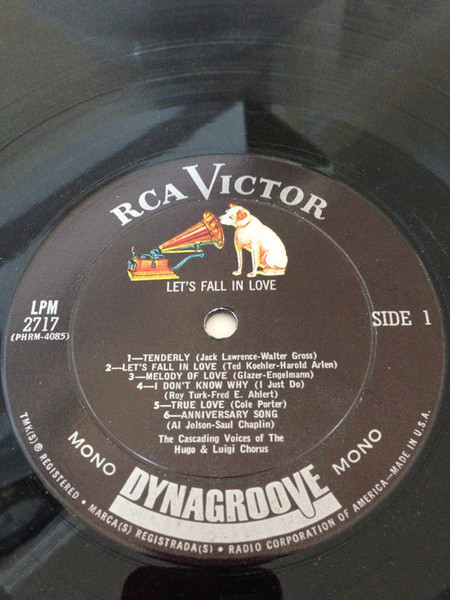 RCA VICTOR
LET'S FALL IN LOVE
LPM
2717
(PHRM-4085)
SIDE 1
1—TENDERLY (Jack Lawrence-Walter Gross)
2—LET'S FALL IN LOVE (Ted Koehler-Harold Arlen)
3—MELODY OF LOVE (Glazer-Engelmann)
4—I DON'T KNOW WHY (I Just Do)
(Roy Turk-Fred E. Ahlert)
5—TRUE LOVE (Cole Porter)
6—ANNIVERSARY SONG
(Al Jolson-Saul Chaplin)
The Cascading Voices of The
Hugo & Luigi Chorus
MONO
DYNAGROOVE
MONO
TMK(S) ® REGISTERED • MARCA(S) REGISTRADA(S) • RADIO CORPORATION OF AMERICA—MADE IN U.S.A.